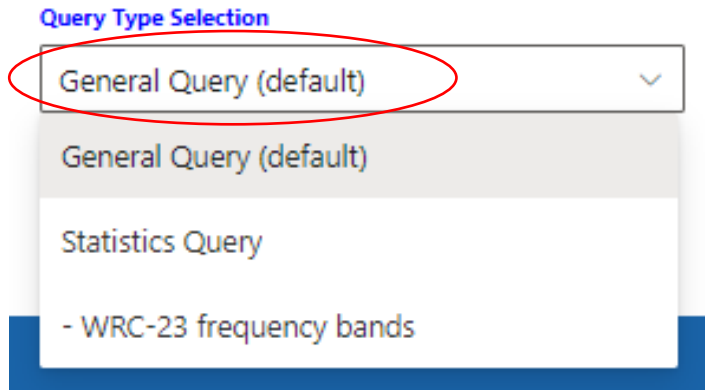 Query Type Selection
General Query (default)
General Query (default)
Statistics Query
- WRC-23 frequency bands